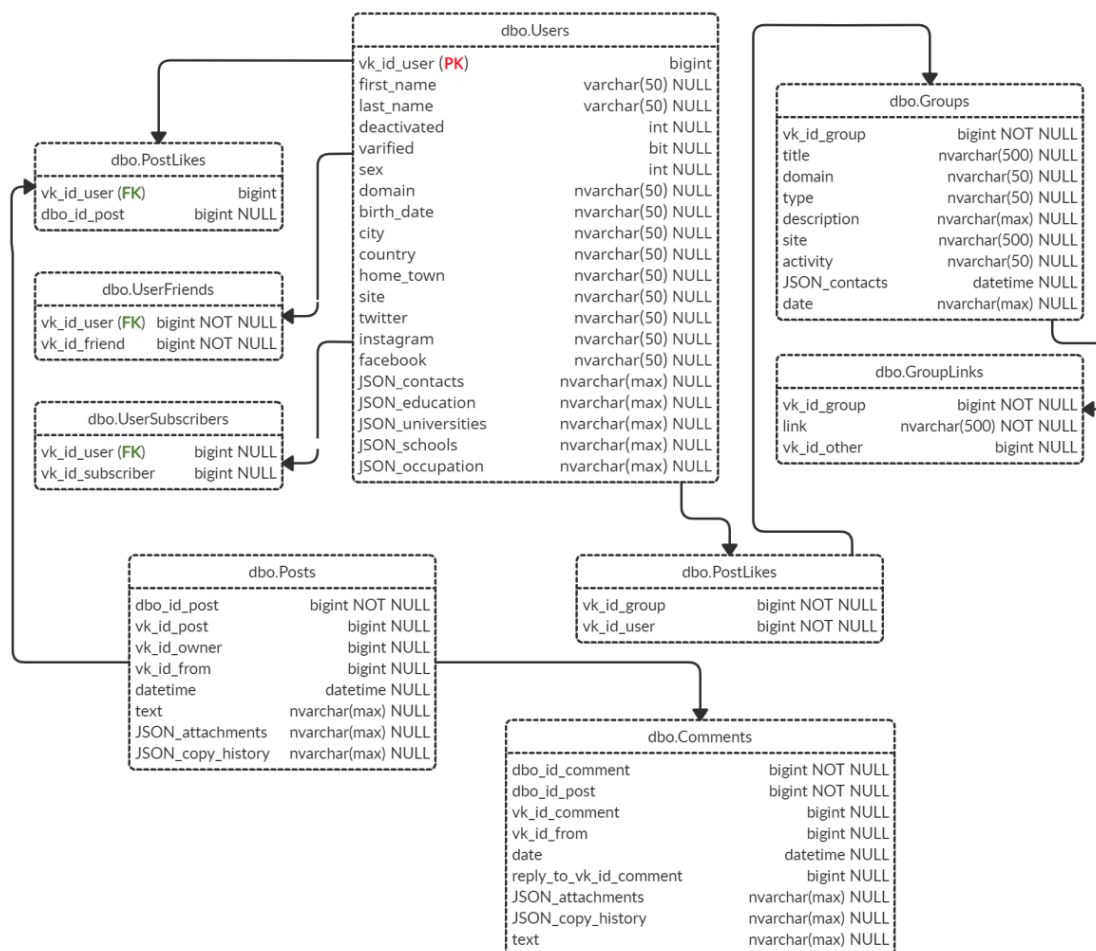 dbo.Users
vk_id_user (PK) bigint
first_name varchar(50) NULL
last_name varchar(50) NULL
deactivated int NULL
varified bit NULL
sex int NULL
domain nvarchar(50) NULL
birth_date nvarchar(50) NULL
city nvarchar(50) NULL
country nvarchar(50) NULL
home_town nvarchar(50) NULL
site nvarchar(50) NULL
twitter nvarchar(50) NULL
instagram nvarchar(50) NULL
facebook nvarchar(50) NULL
JSON_contacts nvarchar(max) NULL
JSON_education nvarchar(max) NULL
JSON_universities nvarchar(max) NULL
JSON_schools nvarchar(max) NULL
JSON_occupation nvarchar(max) NULL
dbo.Groups
vk_id_group bigint NOT NULL
title nvarchar(500) NULL
domain nvarchar(50) NULL
type nvarchar(50) NULL
description nvarchar(max) NULL
site nvarchar(500) NULL
activity nvarchar(50) NULL
JSON_contacts datetime NULL
date nvarchar(max) NULL
dbo.PostLikes
vk_id_user (FK) bigint
dbo_id_post bigint NULL
dbo.UserFriends
vk_id_user (FK) bigint NOT NULL
vk_id_friend bigint NOT NULL
dbo.GroupLinks
vk_id_group bigint NOT NULL
link nvarchar(500) NOT NULL
vk_id_other bigint NULL
dbo.UserSubscribers
vk_id_user (FK) bigint NULL
vk_id_subscriber bigint NULL
dbo.Posts
dbo_id_post bigint NOT NULL
vk_id_post bigint NULL
vk_id_owner bigint NULL
vk_id_from bigint NULL
datetime datetime NULL
text nvarchar(max) NULL
JSON_attachments nvarchar(max) NULL
JSON_copy_history nvarchar(max) NULL
dbo.PostLikes
vk_id_group bigint NOT NULL
vk_id_user bigint NOT NULL
dbo.Comments
dbo_id_comment bigint NOT NULL
dbo_id_post bigint NOT NULL
vk_id_comment bigint NULL
vk_id_from bigint NULL
date datetime NULL
reply_to_vk_id_comment bigint NULL
JSON_attachments nvarchar(max) NULL
JSON_copy_history nvarchar(max) NULL
text nvarchar(max) NULL